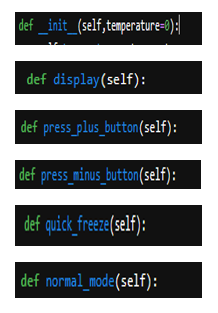 def __init__(self,temperature=0):
def display(self):
def press_plus_button(self):
def press_minus_button(self):
def quick_freeze(self):
def normal_mode(self):